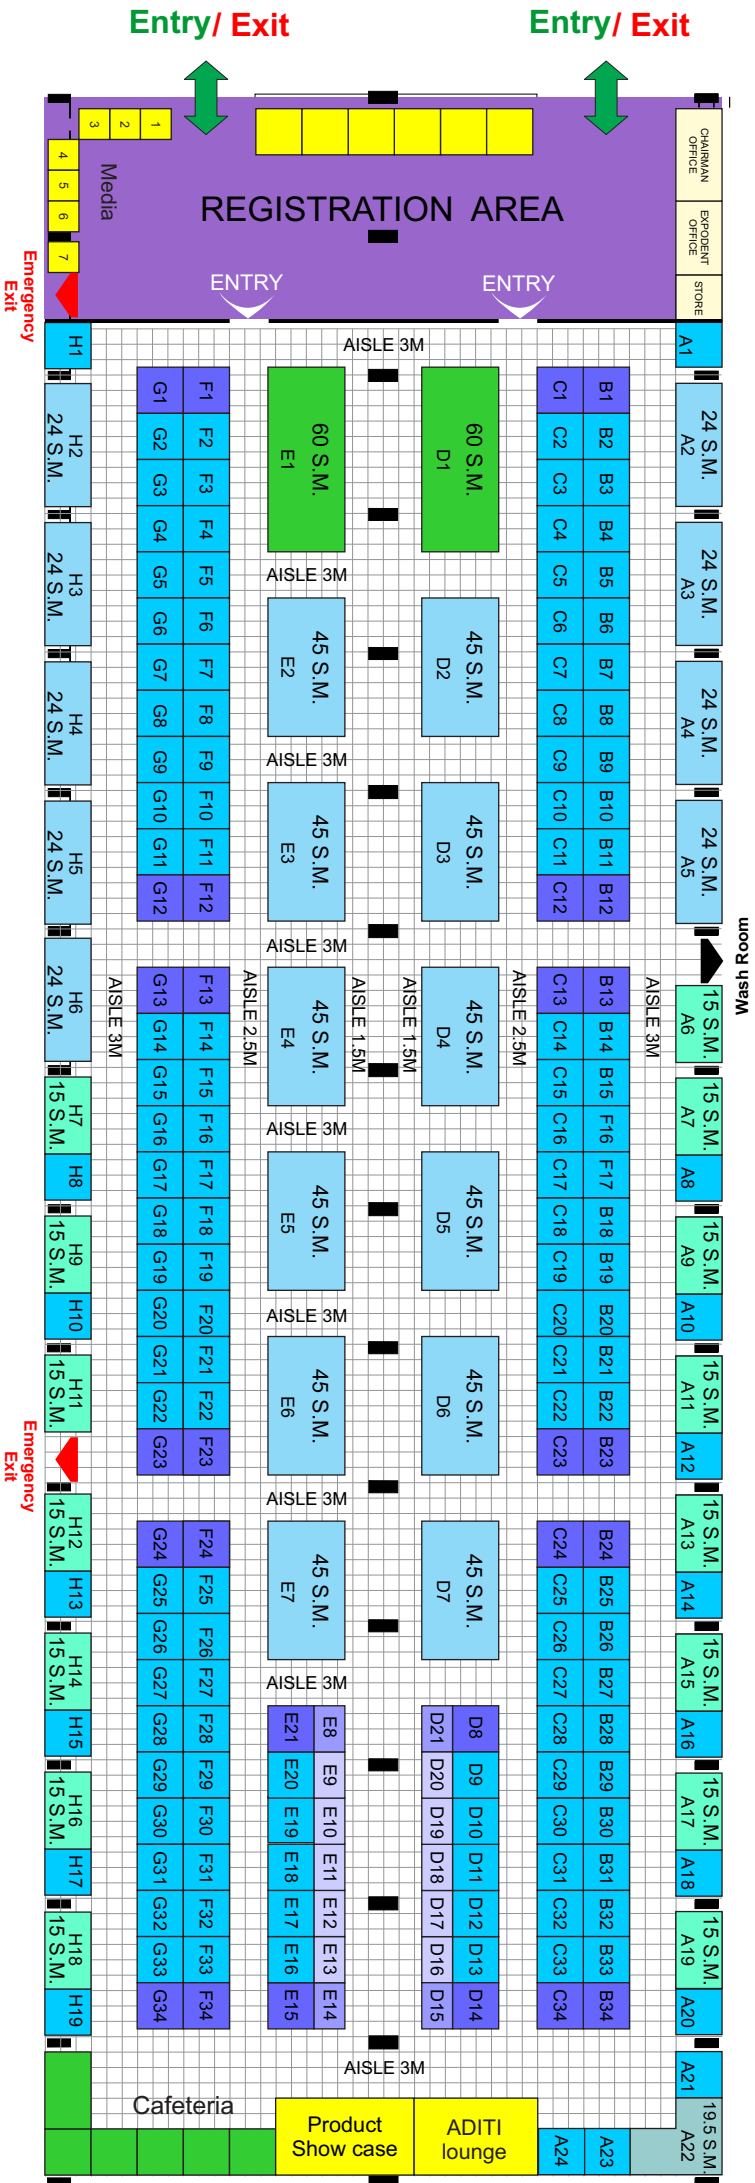 Entry/ Exit
Entry/ Exit
1
2
3
4
5
6
7
Media
REGISTRATION AREA
CHAIRMAN
OFFICE
EXPODENT
OFFICE
STORE
Emergency
Exit
ENTRY
ENTRY
AISLE 3M
H1
H2
24 S.M.
H3
24 S.M.
H4
24 S.M.
H5
24 S.M.
H6
24 S.M.
H7
15 S.M.
H8
H9
15 S.M.
H10
H11
15 S.M.
Emergency
Exit
H12
15 S.M.
H13
H14
15 S.M.
H15
H16
15 S.M.
H17
H18
15 S.M.
H19
AISLE 3M
G1
G2
G3
G4
G5
G6
G7
G8
G9
G10
G11
G12
G13
G14
G15
G16
G17
G18
G19
G20
G21
G22
G23
G24
G25
G26
G27
G28
G29
G30
G31
G32
G33
G34
F1
F2
F3
F4
F5
F6
F7
F8
F9
F10
F11
F12
F13
F14
F15
F16
F17
F18
F19
F20
F21
F22
F23
F24
F25
F26
F27
F28
F29
F30
F31
F32
F33
F34
AISLE 2.5M
60 S.M.
E1
AISLE 3M
45 S.M.
E2
AISLE 3M
45 S.M.
E3
AISLE 3M
45 S.M.
E4
AISLE 3M
45 S.M.
E5
AISLE 3M
45 S.M.
E6
AISLE 3M
45 S.M.
E7
AISLE 3M
E21
E20
E19
E18
E17
E16
E15
E8
E9
E10
E11
E12
E13
E14
AISLE 1.5M
AISLE 1.5M
60 S.M.
D1
45 S.M.
D2
45 S.M.
D3
45 S.M.
D4
45 S.M.
D5
45 S.M.
D6
45 S.M.
D7
D21
D20
D19
D18
D17
D16
D15
D8
D9
D10
D11
D12
D13
D14
AISLE 2.5M
C1
C2
C3
C4
C5
C6
C7
C8
C9
C10
C11
C12
C13
C14
C15
C16
C17
C18
C19
C20
C21
C22
C23
C24
C25
C26
C27
C28
C29
C30
C31
C32
C33
C34
B1
B2
B3
B4
B5
B6
B7
B8
B9
B10
B11
B12
B13
B14
B15
F16
F17
B18
B19
B20
B21
B22
B23
B24
B25
B26
B27
B28
B29
B30
B31
B32
B33
B34
AISLE 3M
A1
24 S.M.
A2
24 S.M.
A3
24 S.M.
A4
24 S.M.
A5
Wash Room
15 S.M.
A6
15 S.M.
A7
A8
15 S.M.
A9
A10
15 S.M.
A11
A12
15 S.M.
A13
A14
15 S.M.
A15
A16
15 S.M.
A17
A18
15 S.M.
A19
A20
A21
19.5 S.M.
A22
AISLE 3M
Cafeteria
Product
Show case
ADITI
lounge
A24
A23